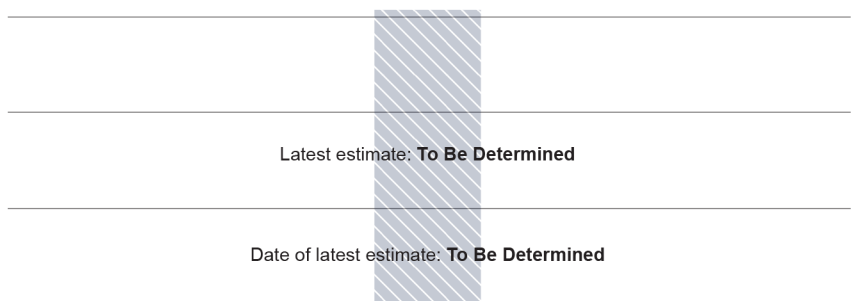 Latest estimate: To Be Determined
Date of latest estimate: To Be Determined